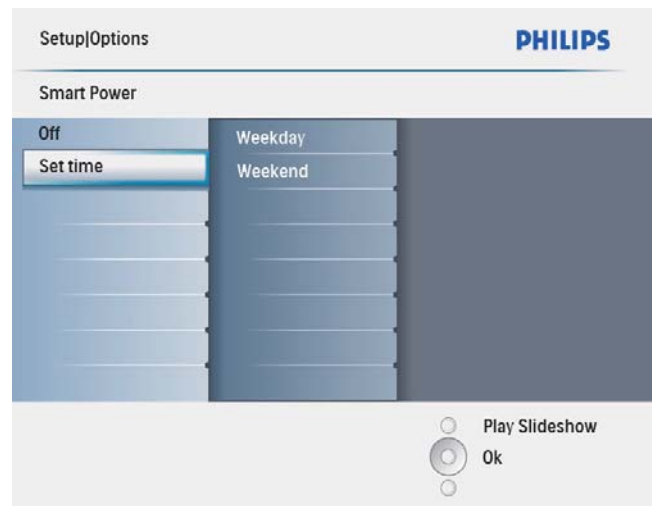 Setup|Options
PHILIPS
Smart Power
Off
Set time
Weekday
Weekend
Play Slideshow
Ok